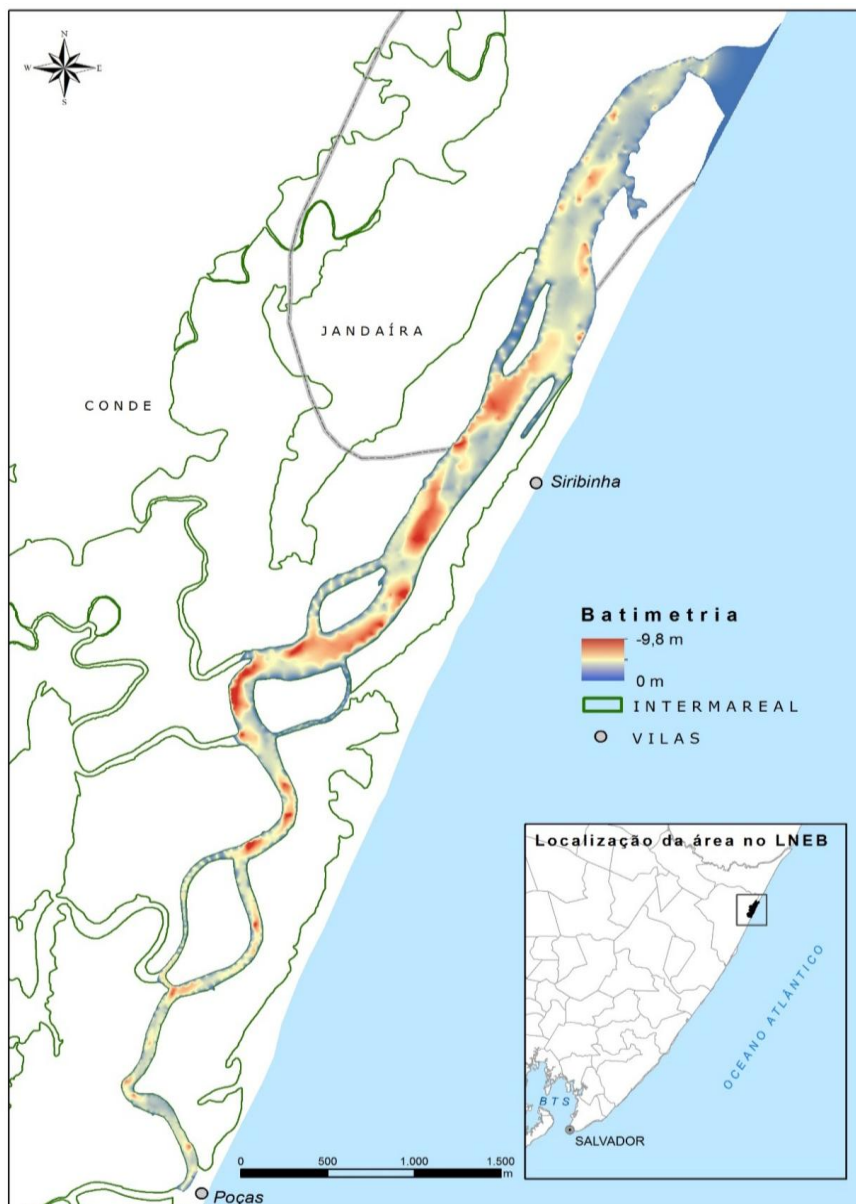 N
W E
S
JANDAÍRA
CONDE
Siribinha
Batimetria
-9,8 m
0 m
INTERMAREAL
VILAS
Localização da área no LNEB
OCEANO ATLÂNTICO
BTS
SALVADOR
0 500 1.000 1.500
m
Poças